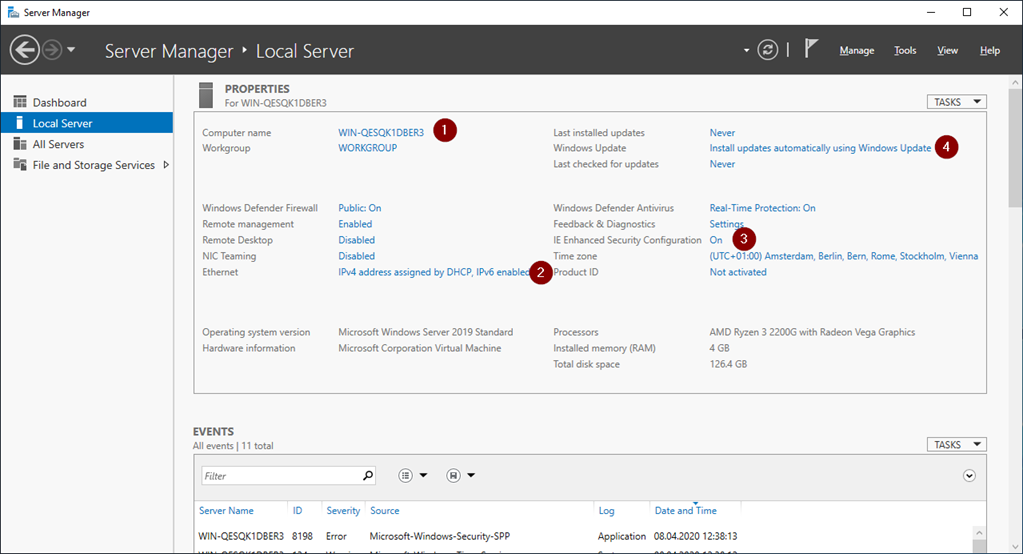 Server Manager
Server Manager ‣ Local Server
Manage Tools View Help
Dashboard
Local Server
All Servers
File and Storage Services
PROPERTIES
For WIN-QESQK1DBER3
TASKS
Computer name WIN-QESQK1DBER3 1 Last installed updates Never
Workgroup WORKGROUP Windows Update Install updates automatically using Windows Update 4
Last checked for updates Never
Windows Defender Firewall Public: On Windows Defender Antivirus Real-Time Protection: On
Remote management Enabled Feedback & Diagnostics Settings
Remote Desktop Disabled IE Enhanced Security Configuration On 3
NIC Teaming Disabled Time zone (UTC+01:00) Amsterdam, Berlin, Bern, Rome, Stockholm, Vienna
Ethernet IPv4 address assigned by DHCP, IPv6 enabled 2 Product ID Not activated
Operating system version Microsoft Windows Server 2019 Standard Processors AMD Ryzen 3 2200G with Radeon Vega Graphics
Hardware information Microsoft Corporation Virtual Machine Installed memory (RAM) 4 GB
Total disk space 126.4 GB
EVENTS
All events | 11 total
TASKS
Filter
Server Name ID Severity Source Log Date and Time
WIN-QESQK1DBER3 8198 Error Microsoft-Windows-Security-SPP Application 08.04.2020 12:38:13